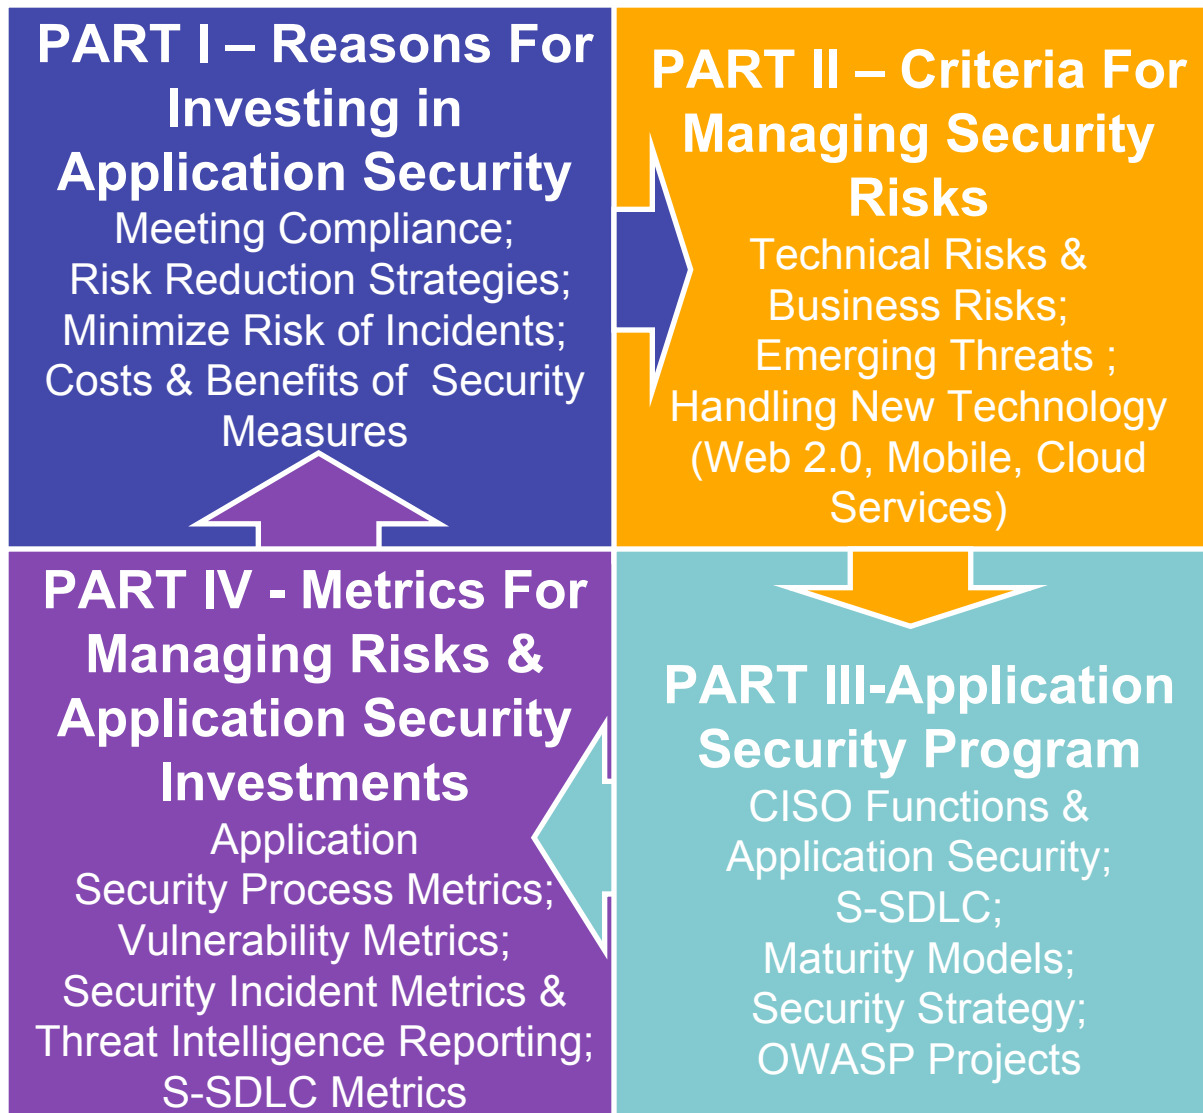 PART I – Reasons For
Investing in
Application Security
Meeting Compliance;
Risk Reduction Strategies;
Minimize Risk of Incidents;
Costs & Benefits of Security
Measures
PART II – Criteria For
Managing Security
Risks
Technical Risks &
Business Risks;
Emerging Threats ;
Handling New Technology
(Web 2.0, Mobile, Cloud
Services)
PART III-Application
Security Program
CISO Functions &
Application Security;
S-SDLC;
Maturity Models;
Security Strategy;
OWASP Projects
PART IV - Metrics For
Managing Risks &
Application Security
Investments
Application
Security Process Metrics;
Vulnerability Metrics;
Security Incident Metrics &
Threat Intelligence Reporting;
S-SDLC Metrics